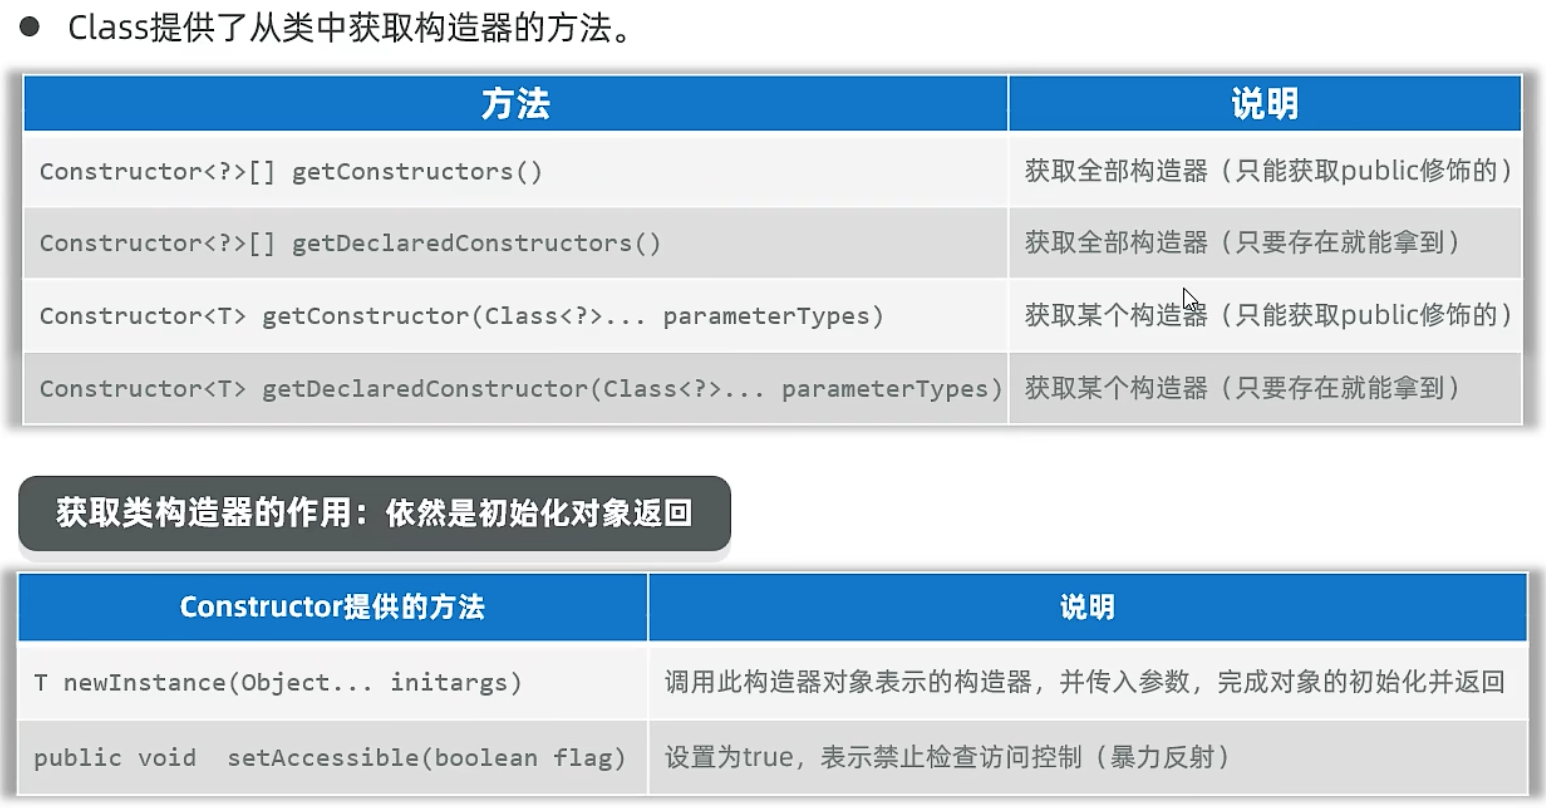 ● Class提供了从类中获取构造器的方法。
方法 说明
Constructor<?>[] getConstructors() 获取全部构造器（只能获取public修饰的）
Constructor<?>[] getDeclaredConstructors() 获取全部构造器（只要存在就能拿到）
Constructor<T> getConstructor(Class<?>... parameterTypes) 获取某个构造器（只能获取public修饰的）
Constructor<T> getDeclaredConstructor(Class<?>... parameterTypes) 获取某个构造器（只要存在就能拿到）
获取类构造器的作用：依然是初始化对象返回
Constructor提供的方法 说明
T newInstance(Object... initargs) 调用此构造器对象表示的构造器，并传入参数，完成对象的初始化并返回
public void  setAccessible(boolean flag) 设置为true，表示禁止检查访问控制（暴力反射）